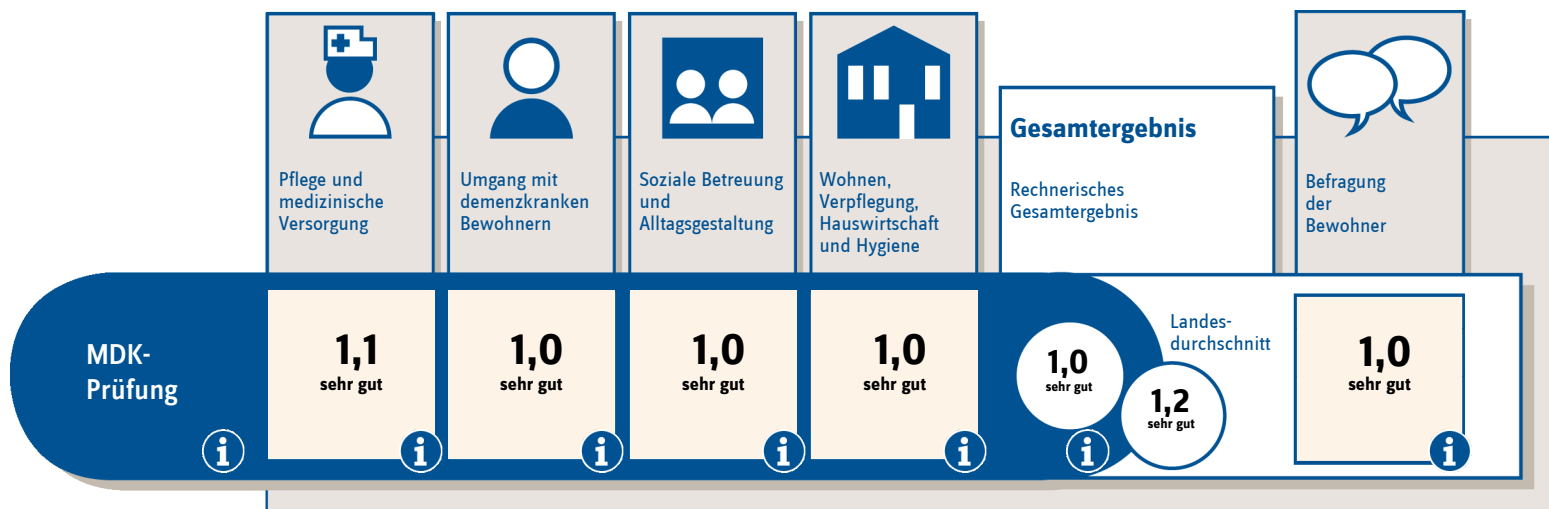 Pflege und
medizinische
Versorgung
Umgang mit
demenzkranken
Bewohnern
Soziale Betreuung
und
Alltagsgestaltung
Wohnen,
Verpflegung,
Hauswirtschaft
und Hygiene
Gesamtergebnis
Rechnerisches
Gesamtergebnis
Befragung
der
Bewohner
MDK-
Prüfung
i
1,1
sehr gut
i
1,0
sehr gut
i
1,0
sehr gut
i
1,0
sehr gut
i
1,0
sehr gut
i
Landes-
durchschnitt
1,2
sehr gut
1,0
sehr gut
i